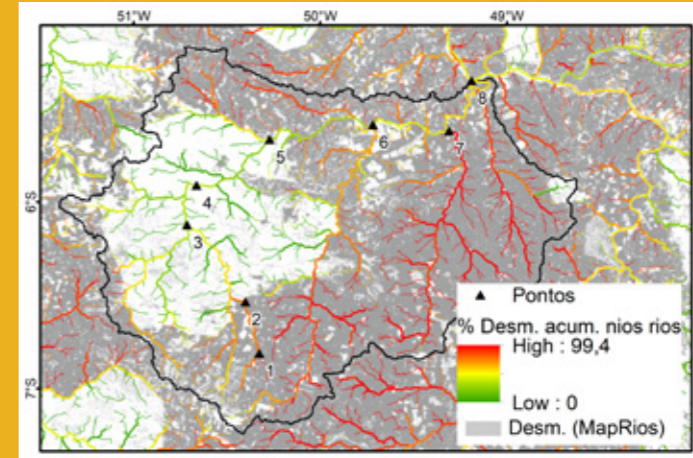 51°W 50°W 49°W
8
6
7
5
4
6°S
3
2
1
7°S
Pontos
% Desm. acum. nios rios
High : 99,4
Low : 0
Desm. (MapRios)